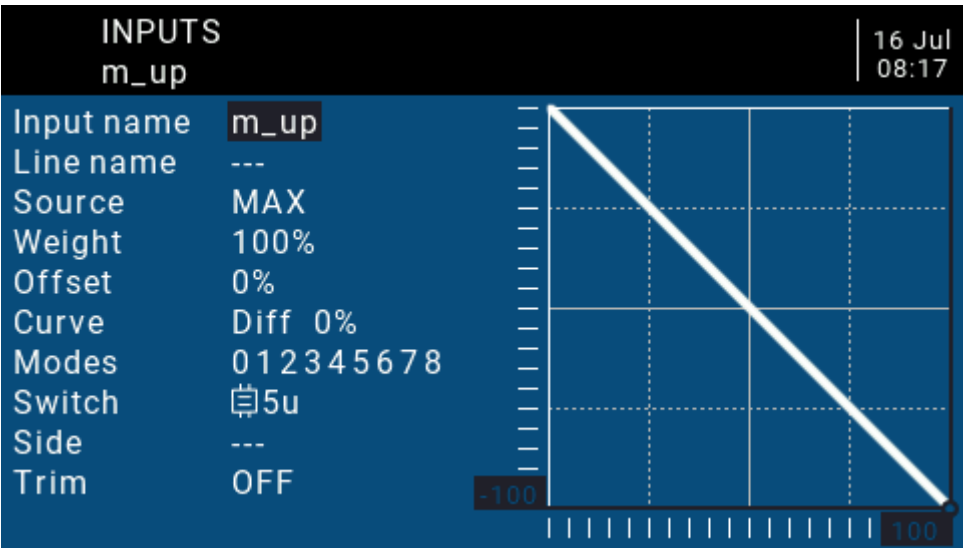 INPUTS
m_up
16 Jul
08:17
Input name m_up
Line name ---
Source MAX
Weight 100%
Offset 0%
Curve Diff 0%
Modes 012345678
Switch 5u
Side ---
Trim OFF
-100
100